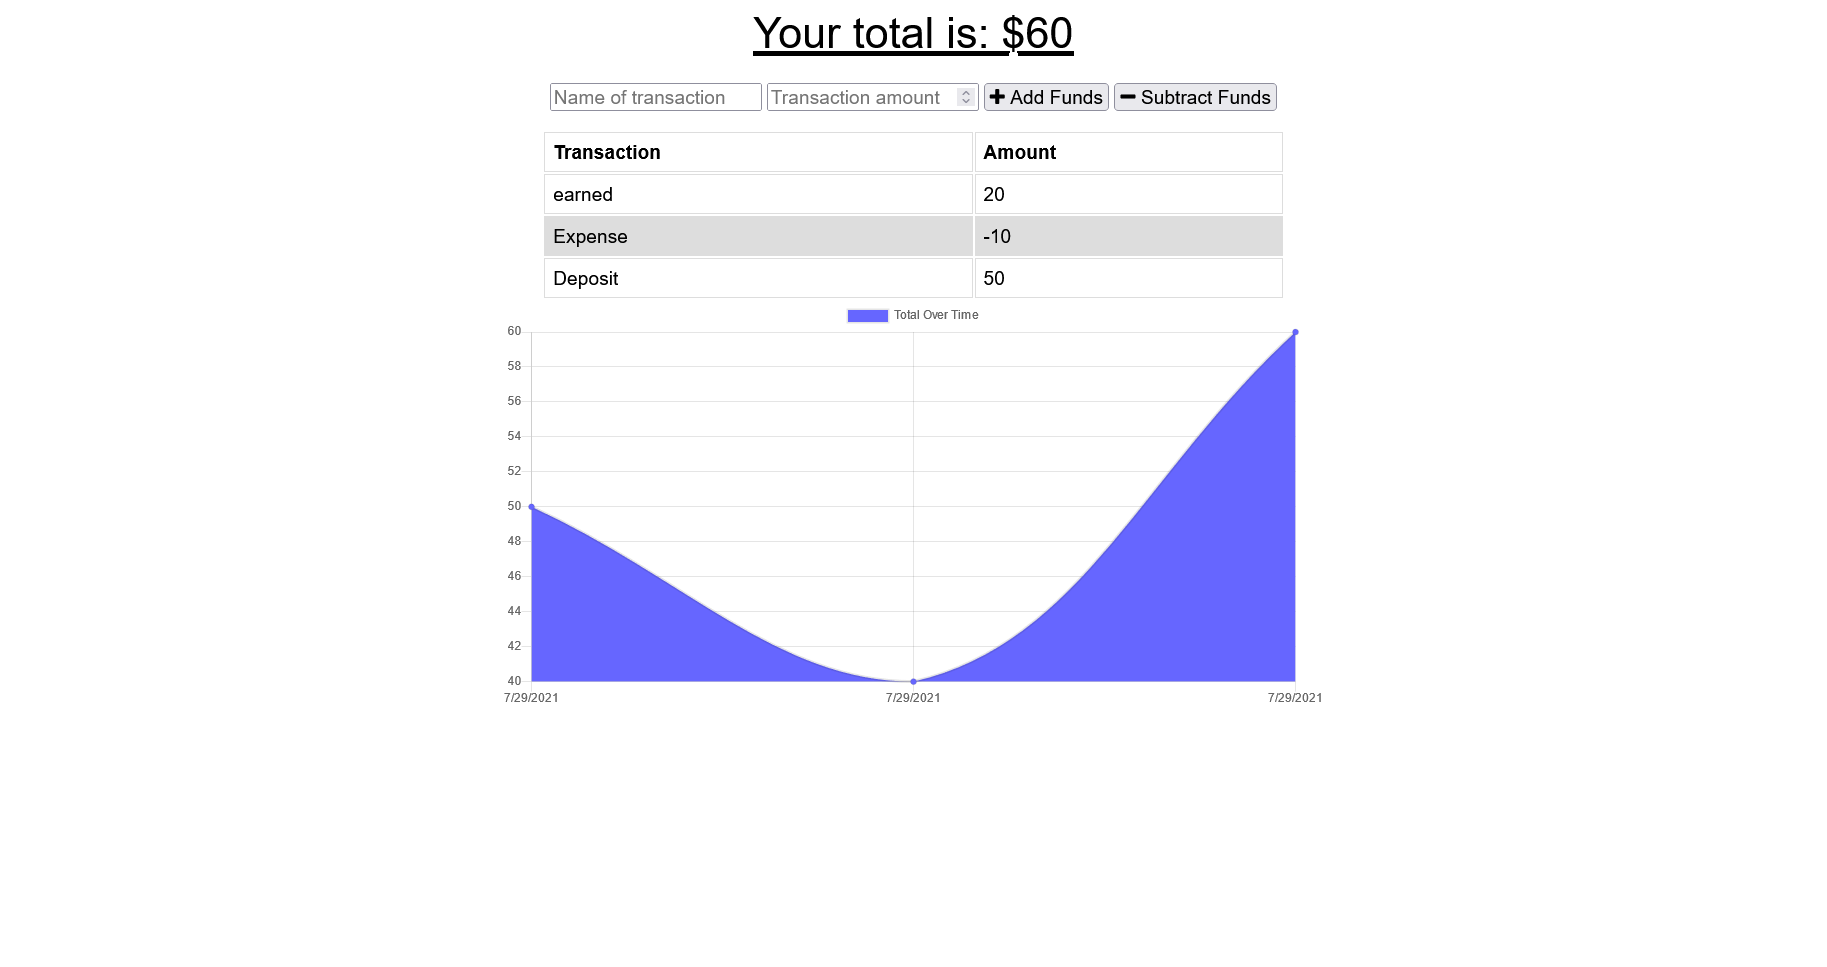 Your total is: $60
Name of transaction Transaction amount Add Funds Subtract Funds
Transaction Amount
earned 20
Expense -10
Deposit 50
Total Over Time
60
58
56
54
52
50
48
46
44
42
40
7/29/2021 7/29/2021 7/29/2021